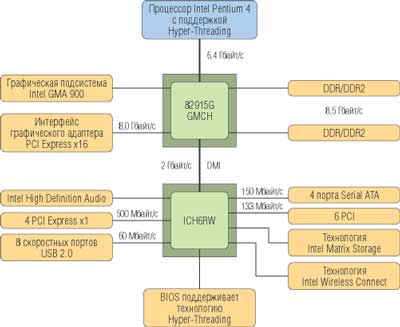 Процессор Intel Pentium 4
с поддержкой
Hyper-Threading
6,4 Гбайт/с
Графическая подсистема
Intel GMA 900
82915G
GMCH
DDR/DDR2
8,5 Гбайт/с
Интерфейс
графического адаптера
PCI Express x16
8,0 Гбайт/с
DDR/DDR2
2 Гбайт/с
DMI
Intel High Definition Audio
150 Мбайт/с
4 порта Serial ATA
133 Мбайт/с
4 PCI Express x1
500 Мбайт/с
ICH6RW
6 PCI
8 скоростных портов
USB 2.0
60 Мбайт/с
Технология
Intel Matrix Storage
Технология
Intel Wireless Connect
BIOS поддерживает
технологию
Hyper-Threading